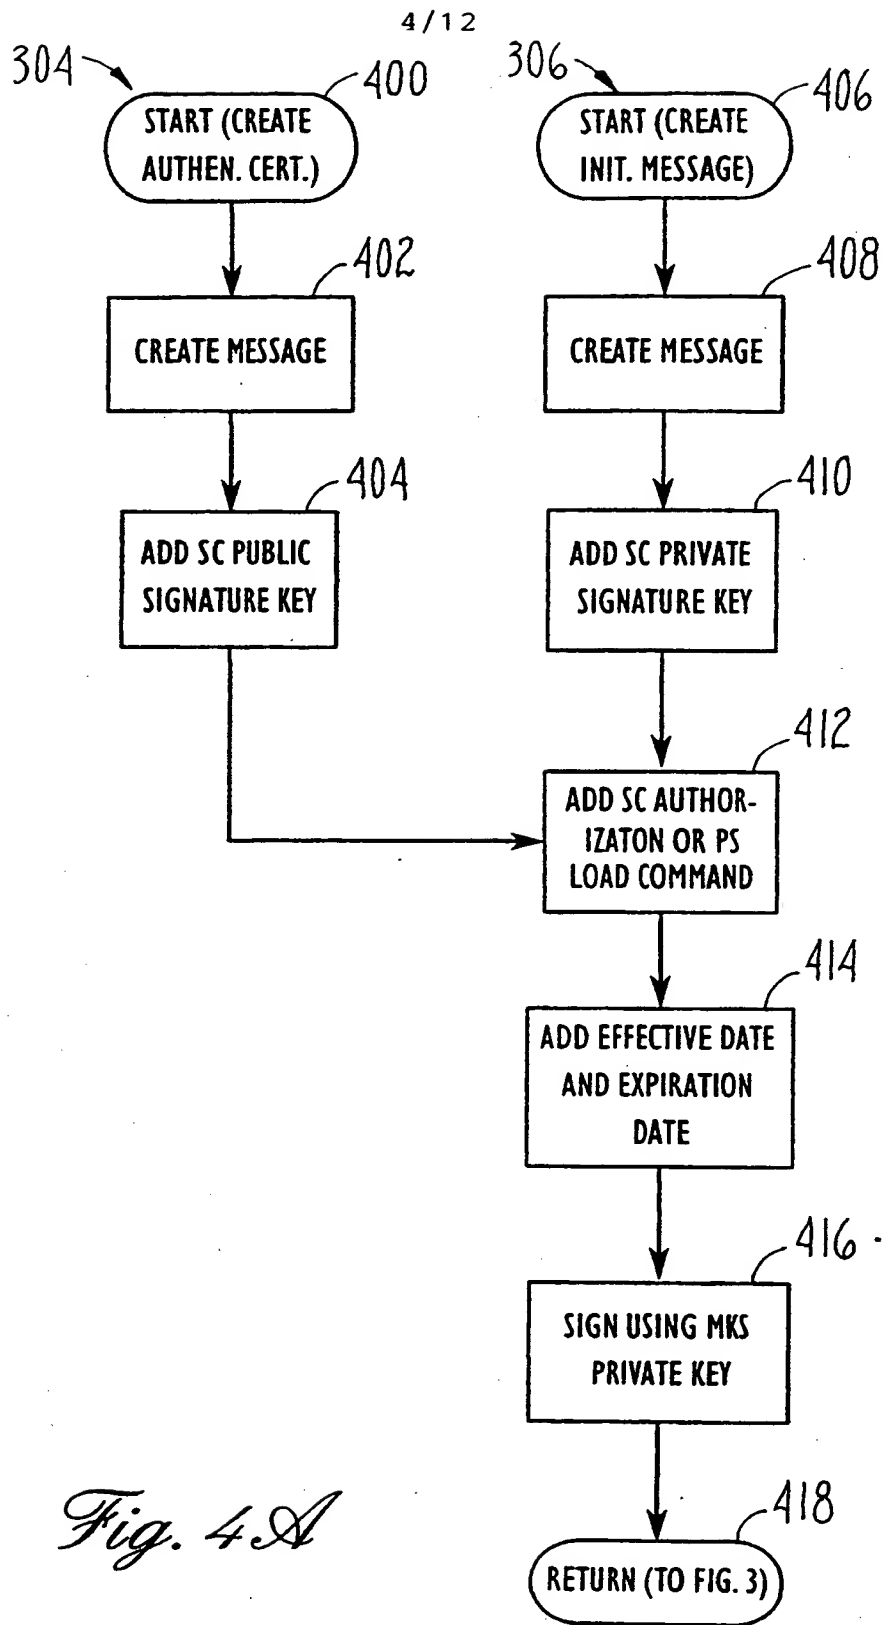 4/12
304
400
START (CREATE
AUTHEN. CERT.)
306
406
START (CREATE
INIT. MESSAGE)
402
CREATE MESSAGE
408
CREATE MESSAGE
404
ADD SC PUBLIC
SIGNATURE KEY
410
ADD SC PRIVATE
SIGNATURE KEY
412
ADD SC AUTHOR-
IZATON OR PS
LOAD COMMAND
414
ADD EFFECTIVE DATE
AND EXPIRATION
DATE
416
SIGN USING MKS
PRIVATE KEY
418
RETURN (TO FIG. 3)
Fig. 4A